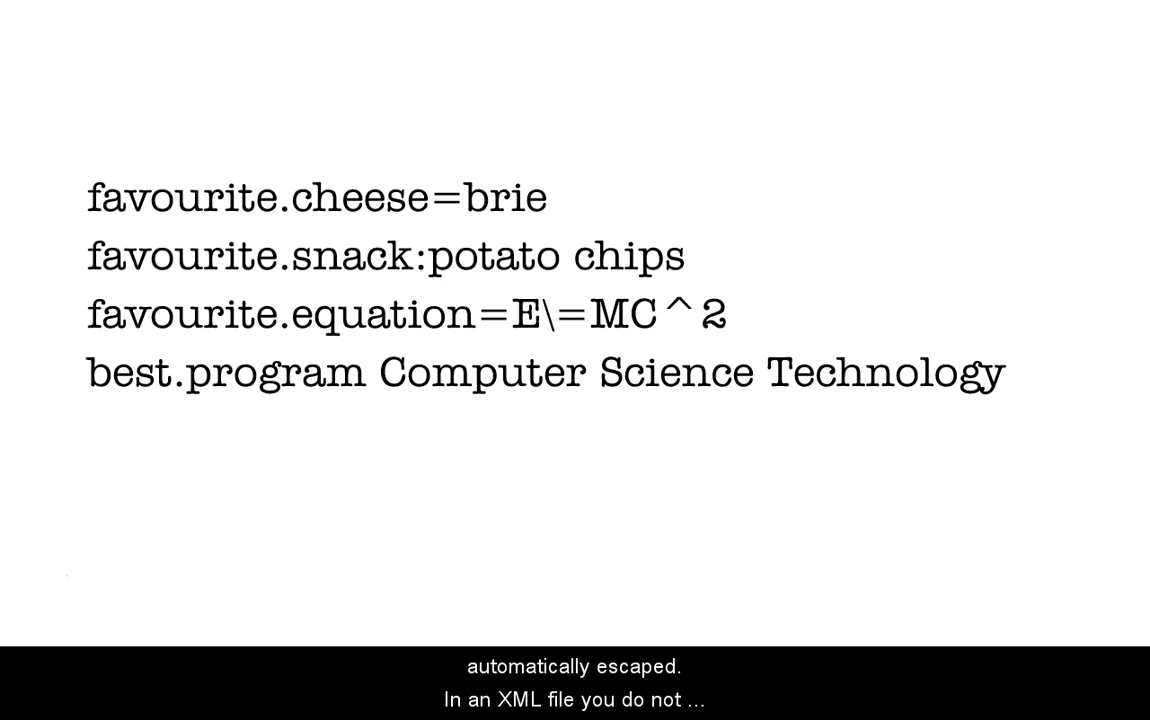 favourite.cheese=brie
favourite.snack:potato chips
favourite.equation=E\=MC^2
best.program Computer Science Technology
automatically escaped.
In an XML file you do not ...